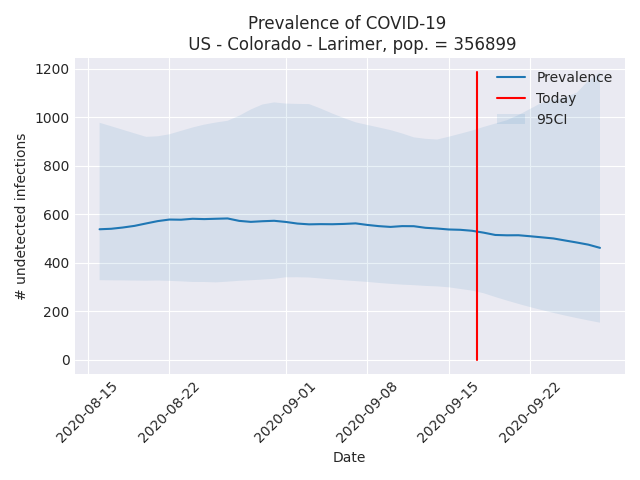 Prevalence of COVID-19
US - Colorado - Larimer, pop. = 356899
# undetected infections
1200
1000
800
600
400
200
0
Prevalence
Today
95CI
2020-08-15
2020-08-22
2020-09-01
2020-09-08
2020-09-15
2020-09-22
Date